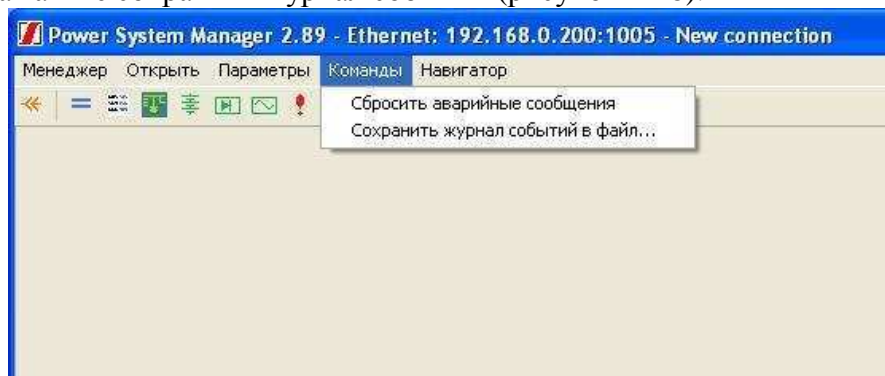 Power System Manager 2.89 - Ethernet: 192.168.0.200:1005 - New connection
Менеджер Открыть Параметры Команды Навигатор
Сбросить аварийные сообщения
Сохранить журнал событий в файл...